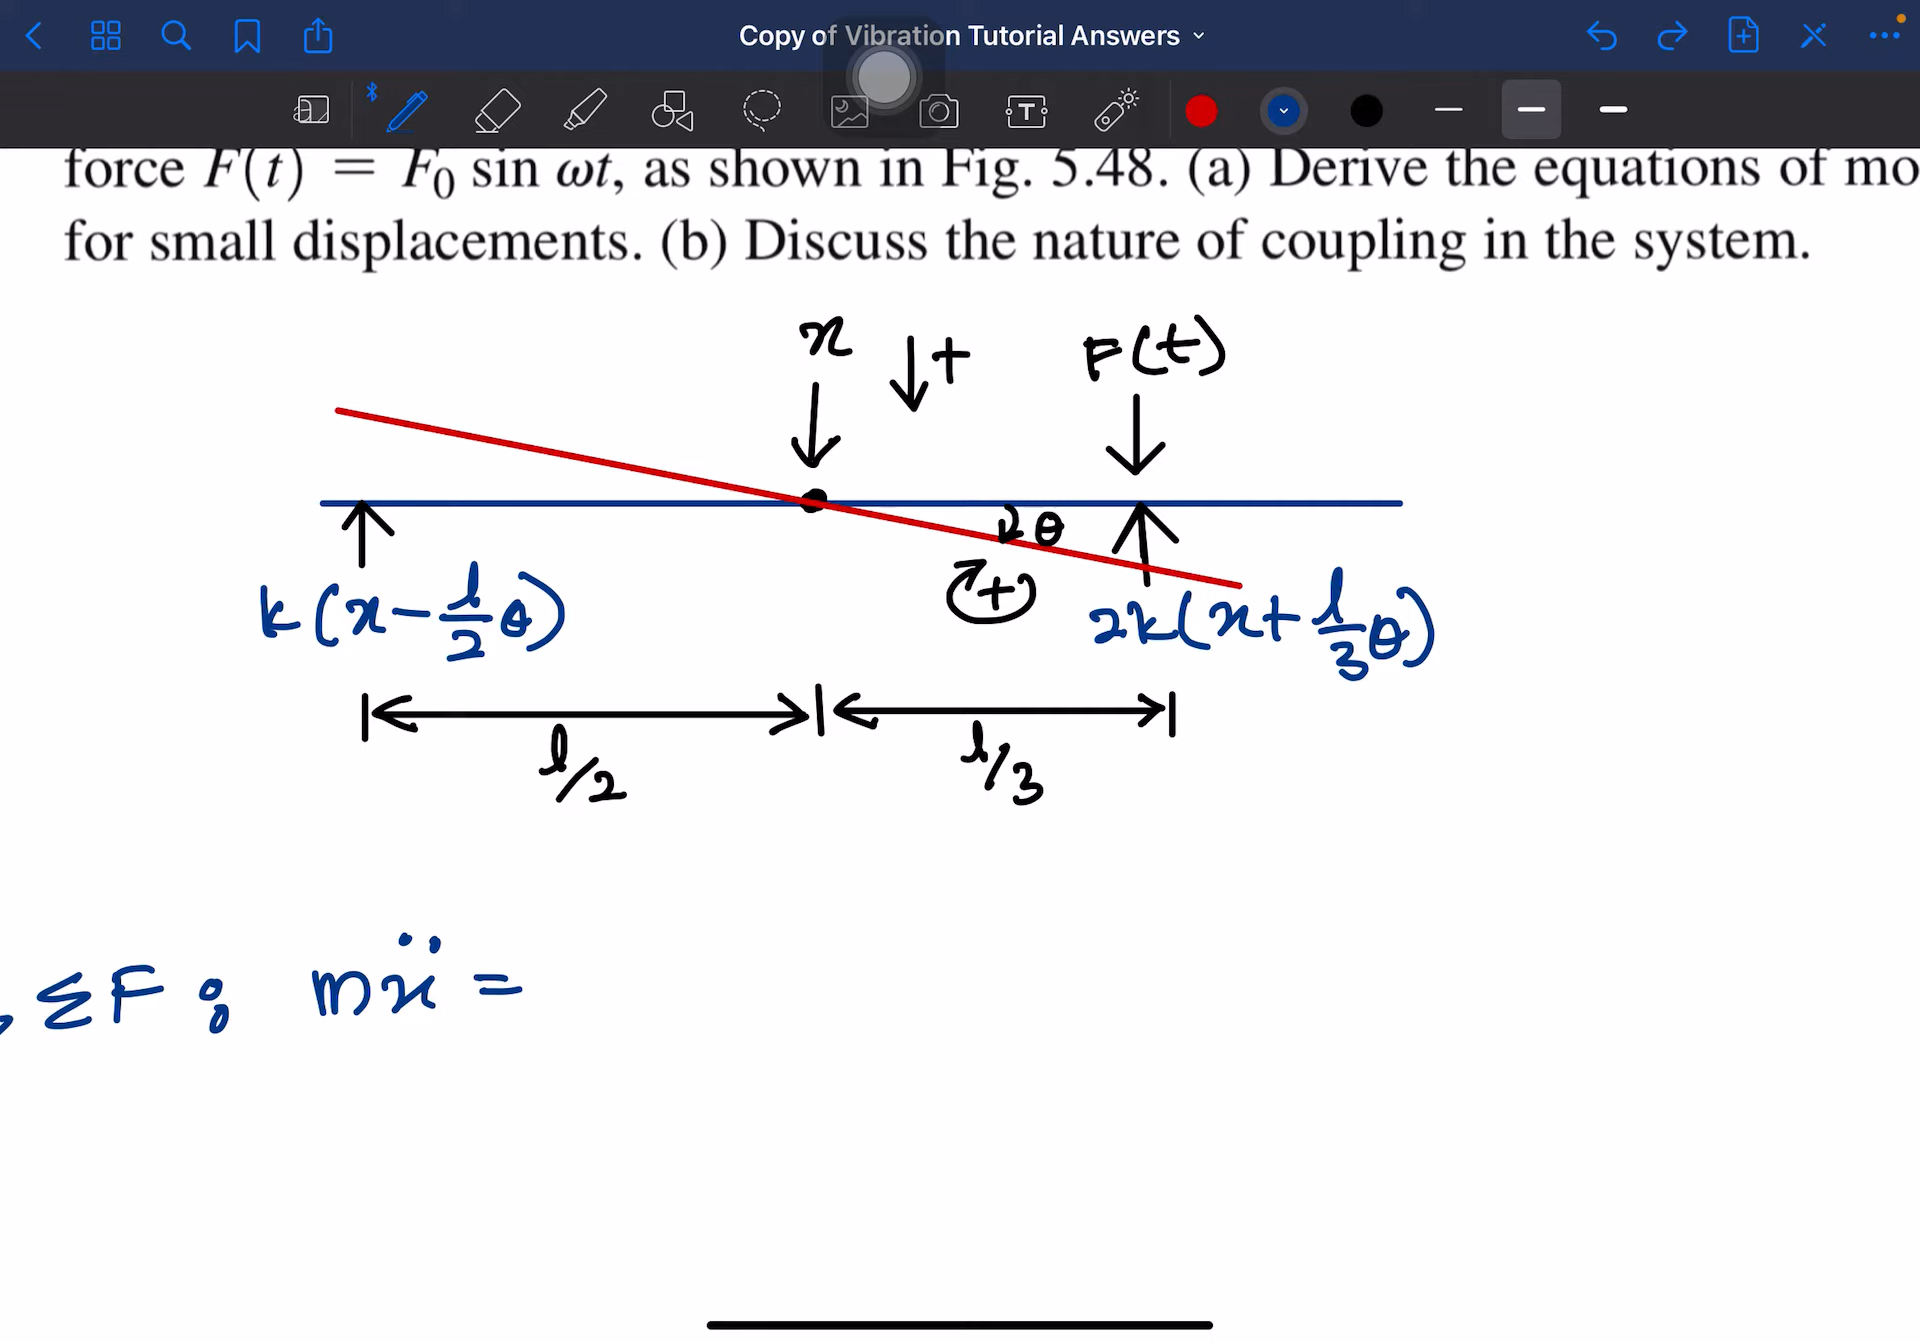 Copy of Vibration Tutorial Answers
force F(t) = F₀ sin ωt, as shown in Fig. 5.48. (a) Derive the equations of mo
for small displacements. (b) Discuss the nature of coupling in the system.
x ↓+ F(t)
θ
+
k(x-l/2 θ) 2k(x+l/3 θ)
l/2 l/3
ΣF : mẍ =